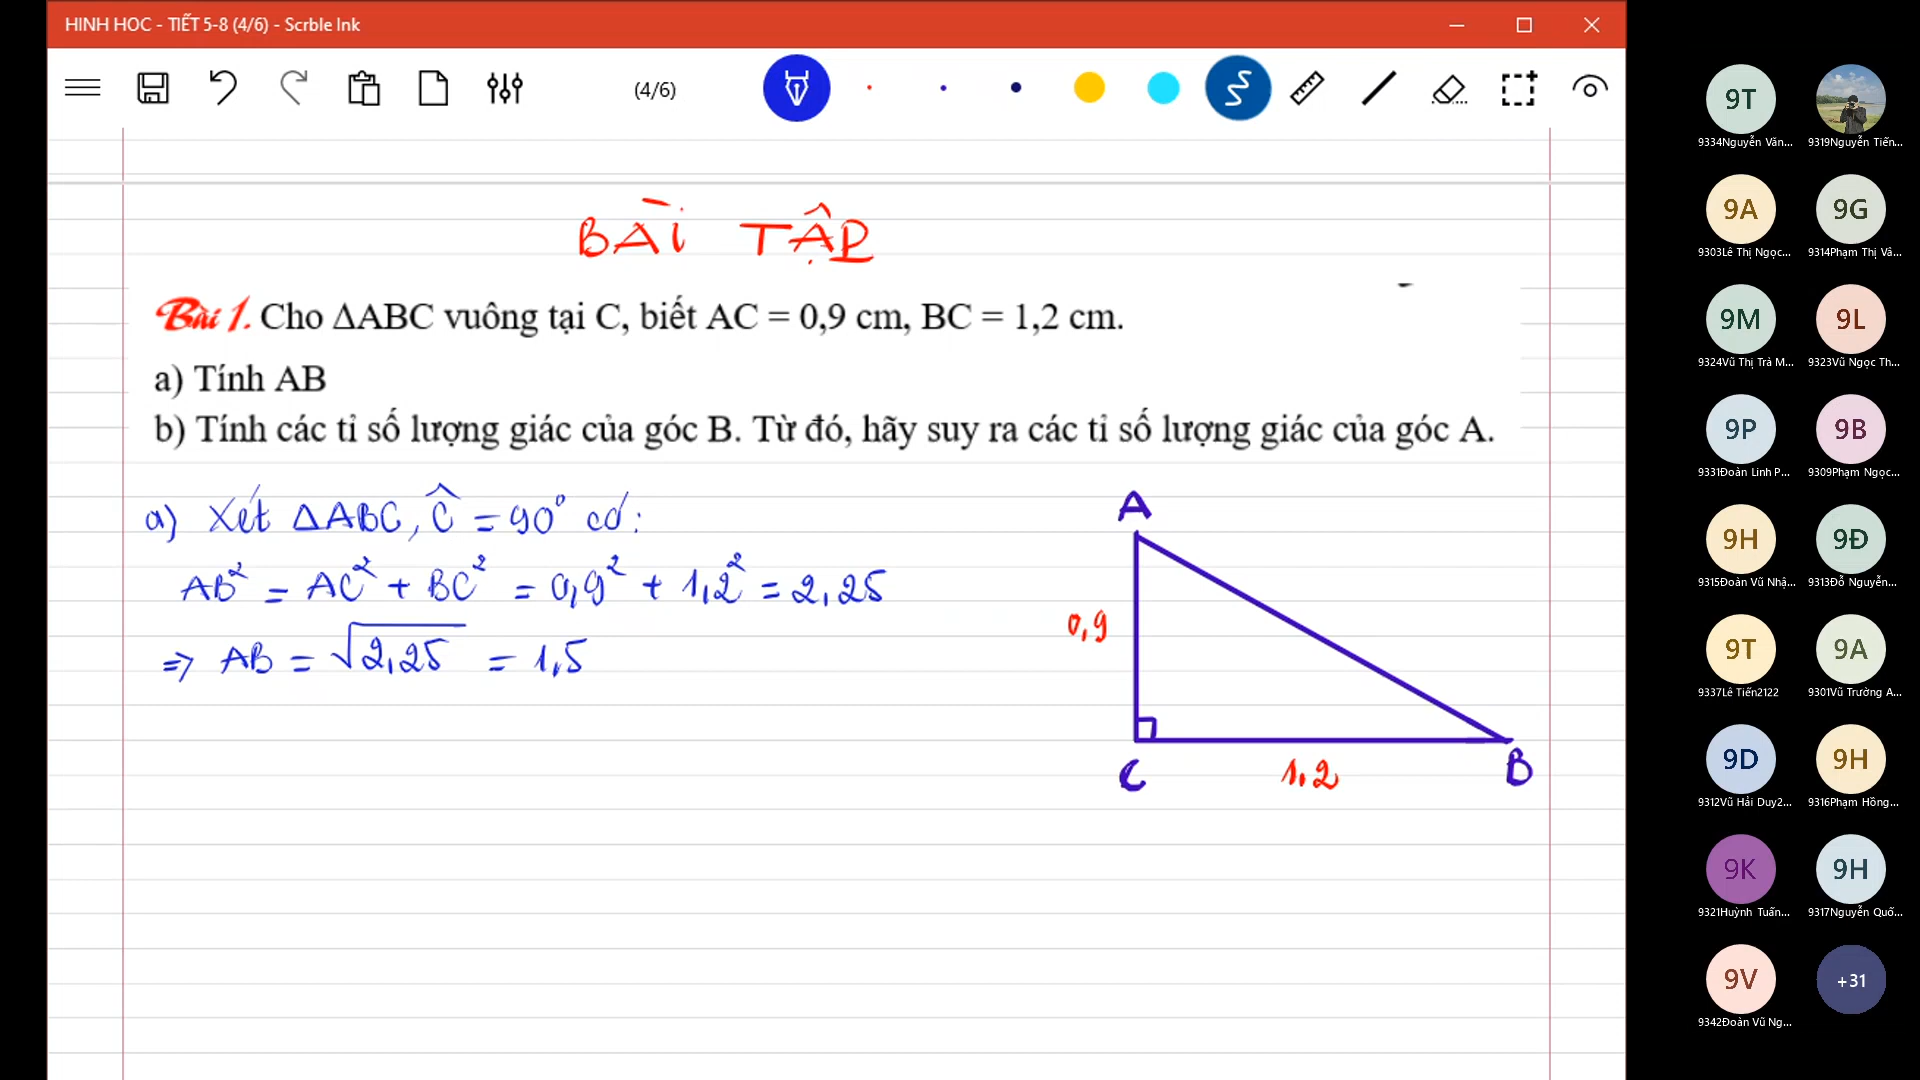 HINH HOC - TIẾT 5-8 (4/6) - Scrble Ink
(4/6)
BÀI TẬP
Bài 1. Cho ΔABC vuông tại C, biết AC = 0,9 cm, BC = 1,2 cm.
a) Tính AB
b) Tính các tỉ số lượng giác của góc B. Từ đó, hãy suy ra các tỉ số lượng giác của góc A.
a) Xét ΔABC, Ĉ = 90° có:
AB² = AC² + BC² = 0,9² + 1,2² = 2,25
⇒ AB = √2,25 = 1,5
A
0,9
C
1,2
B
9T
9334Nguyễn Văn...
9319Nguyễn Tiến...
9A
9303Lê Thị Ngọc...
9G
9314Phạm Thị Vâ...
9M
9324Vũ Thị Trà M...
9L
9323Vũ Ngọc Th...
9P
9331Đoàn Linh P...
9B
9309Phạm Ngọc...
9H
9315Đoàn Vũ Nhậ...
9Đ
9313Đỗ Nguyễn...
9T
9337Lê Tiến2122
9A
9301Vũ Trường A...
9D
9312Vũ Hải Duy2...
9H
9316Phạm Hồng...
9K
9321Huỳnh Tuấn...
9H
9317Nguyễn Quố...
9V
9342Đoàn Vũ Ng...
+31